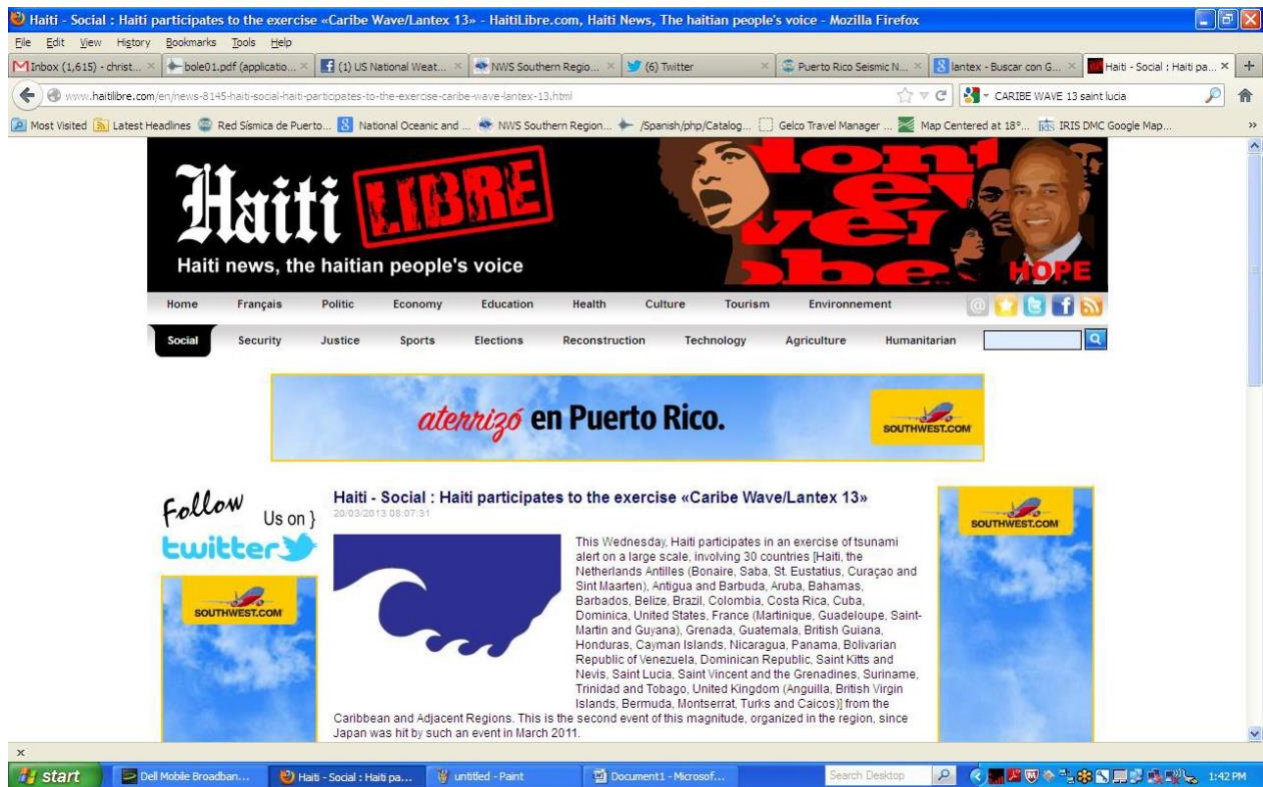 Haiti - Social : Haiti participates to the exercise «Caribe Wave/Lantex 13» - HaitiLibre.com, Haiti News, The haitian people's voice - Mozilla Firefox
File Edit View History Bookmarks Tools Help
Inbox (1,615) - christ... bole01.pdf (applicatio... (1) US National Weat... NWS Southern Regio... (6) Twitter Puerto Rico Seismic N... lantex - Buscar con G... Haiti - Social : Haiti pa...
www.haitilibre.com/en/news-8145-haiti-social-haiti-participates-to-the-exercise-caribe-wave-lantex-13.html CARIBE WAVE 13 saint lucia
Most Visited Latest Headlines Red Sísmica de Puerto... National Oceanic and ... NWS Southern Region... /Spanish/php/Catalog... Gelco Travel Manager ... Map Centered at 18°... IRIS DMC Google Map...
Haiti LIBRE
Haiti news, the haitian people's voice
HOPE
Home Français Politic Economy Education Health Culture Tourism Environnement
Social Security Justice Sports Elections Reconstruction Technology Agriculture Humanitarian
aterrizó en Puerto Rico.
SOUTHWEST.COM
Follow Us on }
twitter
SOUTHWEST.COM
Haiti - Social : Haiti participates to the exercise «Caribe Wave/Lantex 13»
20/03/2013 08:07:31
This Wednesday, Haiti participates in an exercise of tsunami
alert on a large scale, involving 30 countries [Haiti, the
Netherlands Antilles (Bonaire, Saba, St. Eustatius, Curaçao and
Sint Maarten), Antigua and Barbuda, Aruba, Bahamas,
Barbados, Belize, Brazil, Colombia, Costa Rica, Cuba,
Dominica, United States, France (Martinique, Guadeloupe, Saint-
Martin and Guyana), Grenada, Guatemala, British Guiana,
Honduras, Cayman Islands, Nicaragua, Panama, Bolivarian
Republic of Venezuela, Dominican Republic, Saint Kitts and
Nevis, Saint Lucia, Saint Vincent and the Grenadines, Suriname,
Trinidad and Tobago, United Kingdom (Anguilla, British Virgin
Islands, Bermuda, Montserrat, Turks and Caicos)] from the
Caribbean and Adjacent Regions. This is the second event of this magnitude, organized in the region, since
Japan was hit by such an event in March 2011.
SOUTHWEST.COM
start Dell Mobile Broadban... Haiti - Social : Haiti pa... untitled - Paint Document1 - Microsof... Search Desktop 1:42 PM